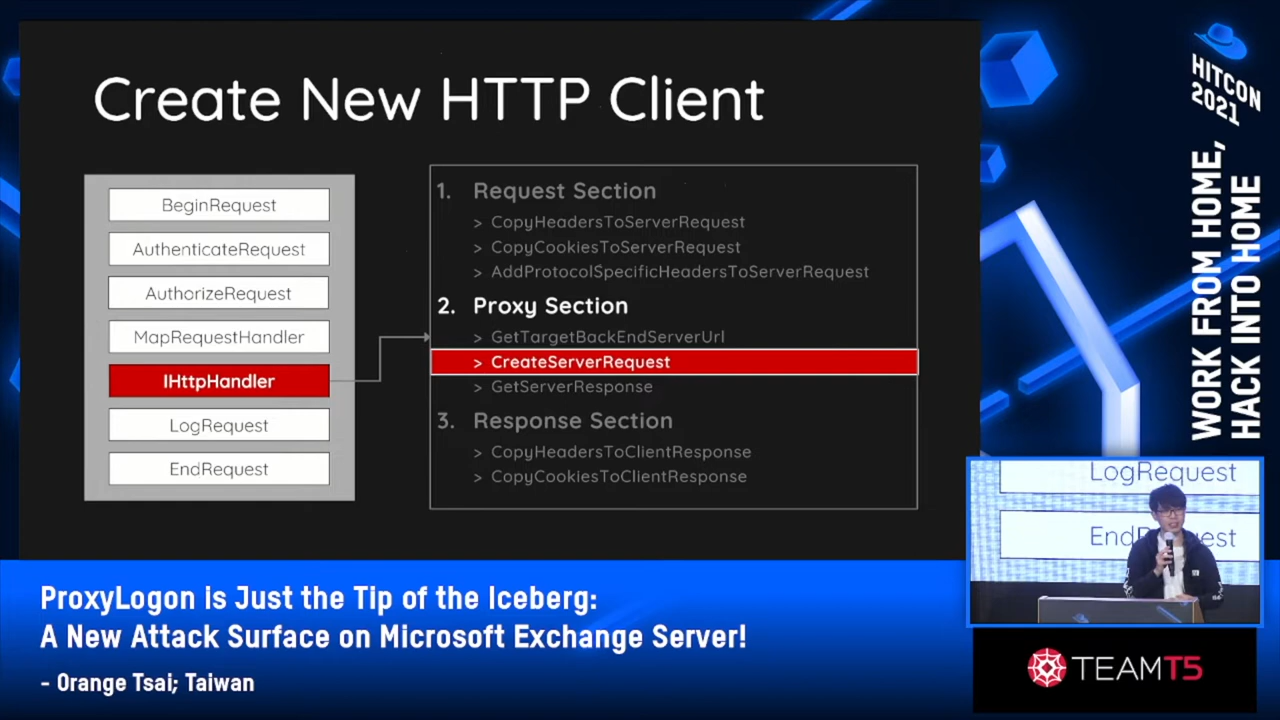 Create New HTTP Client
BeginRequest
AuthenticateRequest
AuthorizeRequest
MapRequestHandler
IHttpHandler
LogRequest
EndRequest
1. Request Section
> CopyHeadersToServerRequest
> CopyCookiesToServerRequest
> AddProtocolSpecificHeadersToServerRequest
2. Proxy Section
> GetTargetBackEndServerUrl
> CreateServerRequest
> GetServerResponse
3. Response Section
> CopyHeadersToClientResponse
> CopyCookiesToClientResponse
HITCON
2021
WORK FROM HOME,
HACK INTO HOME
LogRequest
EndRequest
ProxyLogon is Just the Tip of the Iceberg:
A New Attack Surface on Microsoft Exchange Server!
- Orange Tsai; Taiwan
TEAMT5